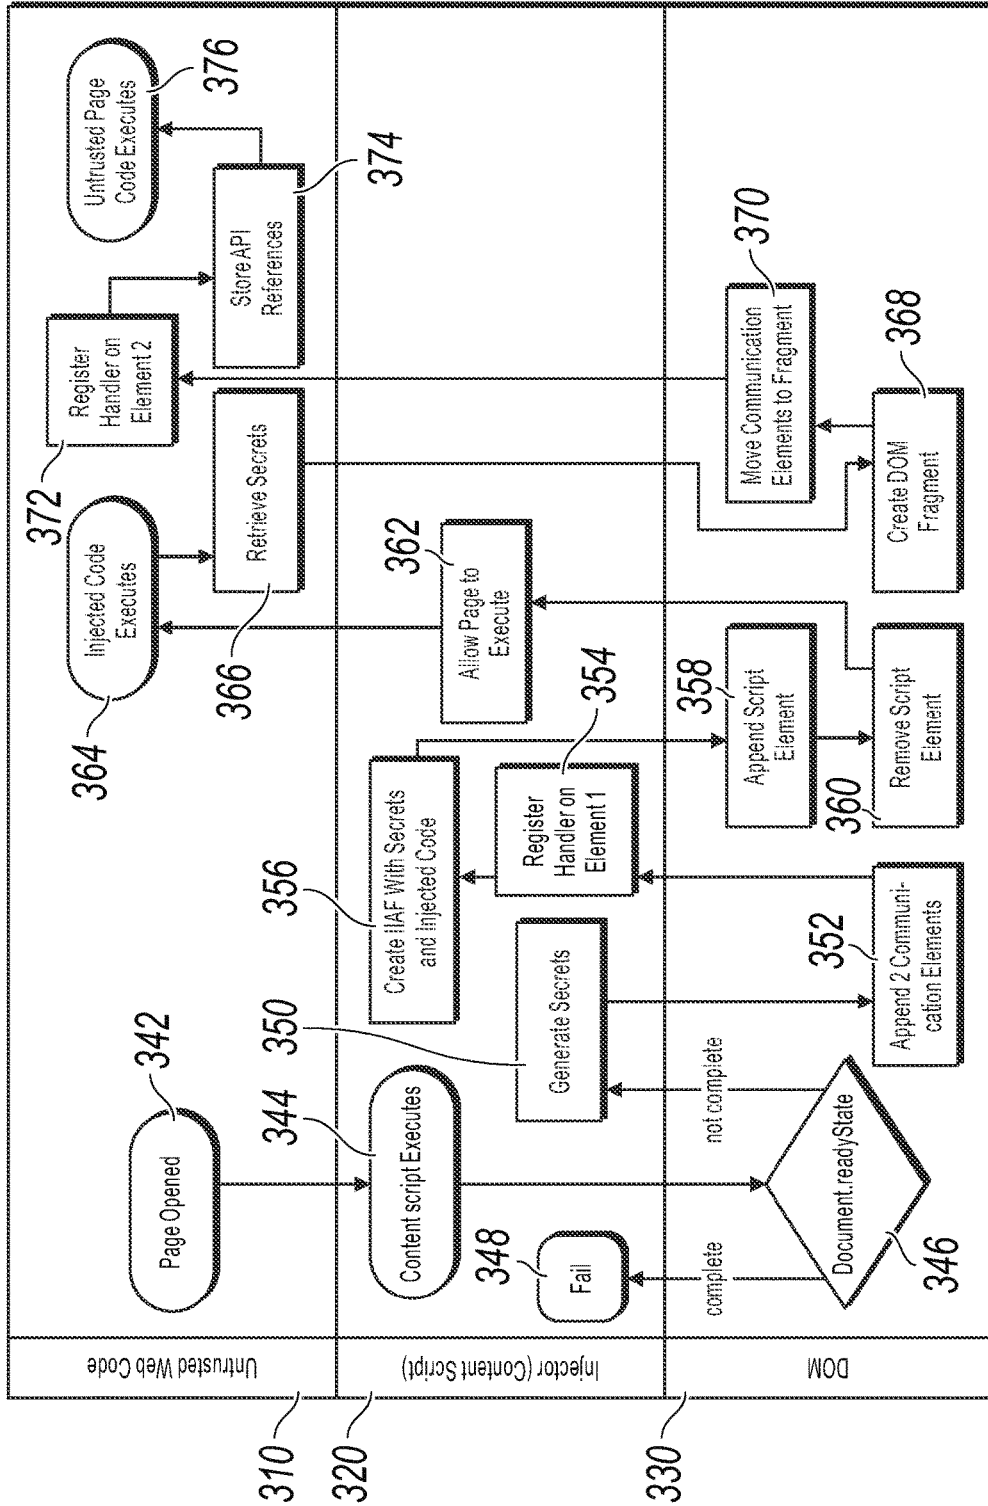 310
Untrusted Web Code
Page Opened
342
364
Injected Code
Executes
366
Retrieve Secrets
372
Register
Handler on
Element 2
Store API
References
374
Untrusted Page
Code Executes
376
320
Injector (Content Script)
344
Content script Executes
348
Fail
350
Generate Secrets
356
Create IIAF With Secrets
and Injected Code
Register
Handler on
Element 1
354
362
Allow Page to
Execute
330
DOM
complete
not complete
Document.readyState
346
352
Append 2 Communi-
cation Elements
358
Append Script
Element
360
Remove Script
Element
Move Communication
Elements to Fragment
370
Create DOM
Fragment
368